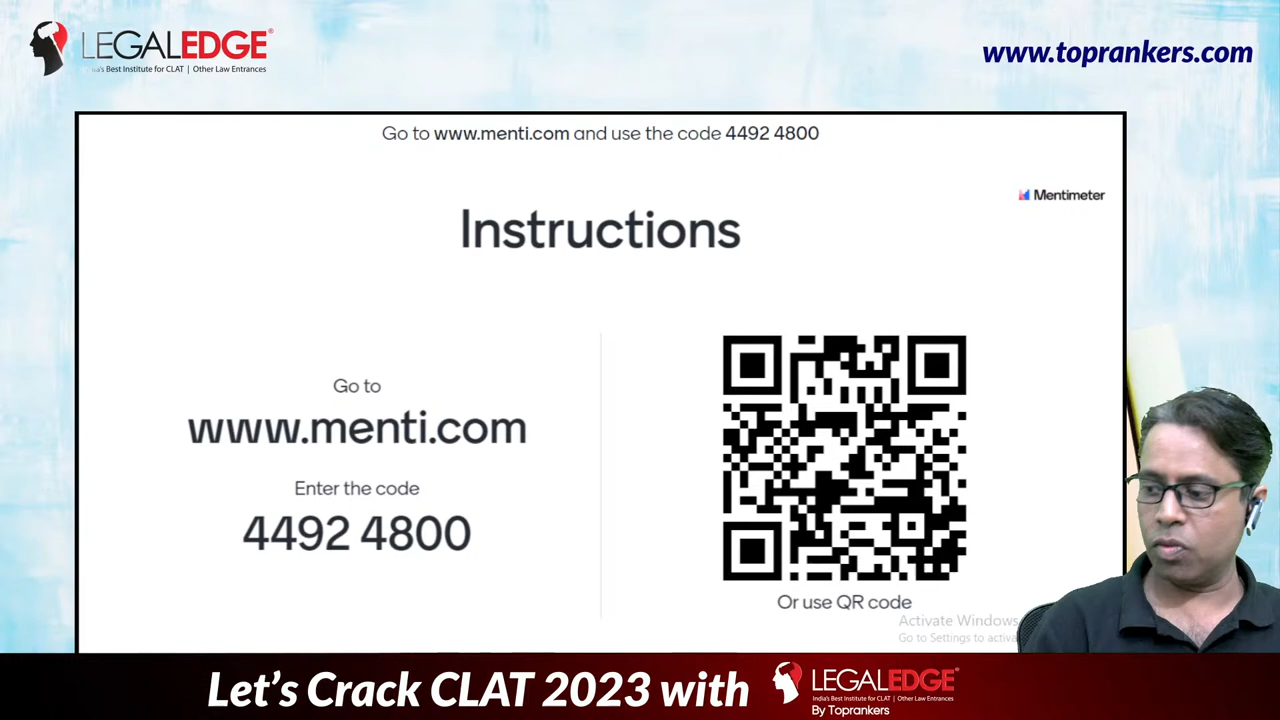 LEGALEDGE
India's Best Institute for CLAT | Other Law Entrances
www.toprankers.com
Go to www.menti.com and use the code 4492 4800
Mentimeter
Instructions
Go to
www.menti.com
Enter the code
4492 4800
Or use QR code
Activate Windows
Go to Settings to activa
Let's Crack CLAT 2023 with
LEGALEDGE
India's Best Institute for CLAT | Other Law Entrances
By Toprankers